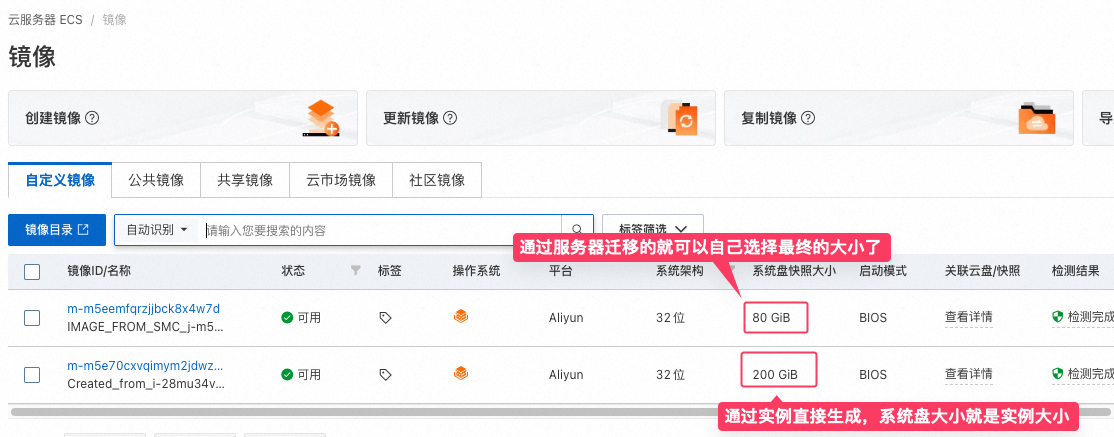 云服务器 ECS / 镜像
镜像
创建镜像 ?
更新镜像 ?
复制镜像 ?
导
自定义镜像
公共镜像
共享镜像
云市场镜像
社区镜像
镜像目录
自动识别
请输入您要搜索的内容
标签筛选
通过服务器迁移的就可以自己选择最终的大小了
镜像ID/名称 状态 标签 操作系统 平台 系统架构 系统盘快照大小 启动模式 关联云盘/快照 检测结果
m-m5eemfqrzjjbck8x4w7d
IMAGE_FROM_SMC_j-m5...
可用 Aliyun 32 位 80 GiB BIOS 查看详情 检测完成
m-m5e70cxvqimym2jdwz...
Created_from_i-28mu34v...
可用 Aliyun 32 位 200 GiB BIOS 查看详情 检测完成
通过实例直接生成，系统盘大小就是实例大小